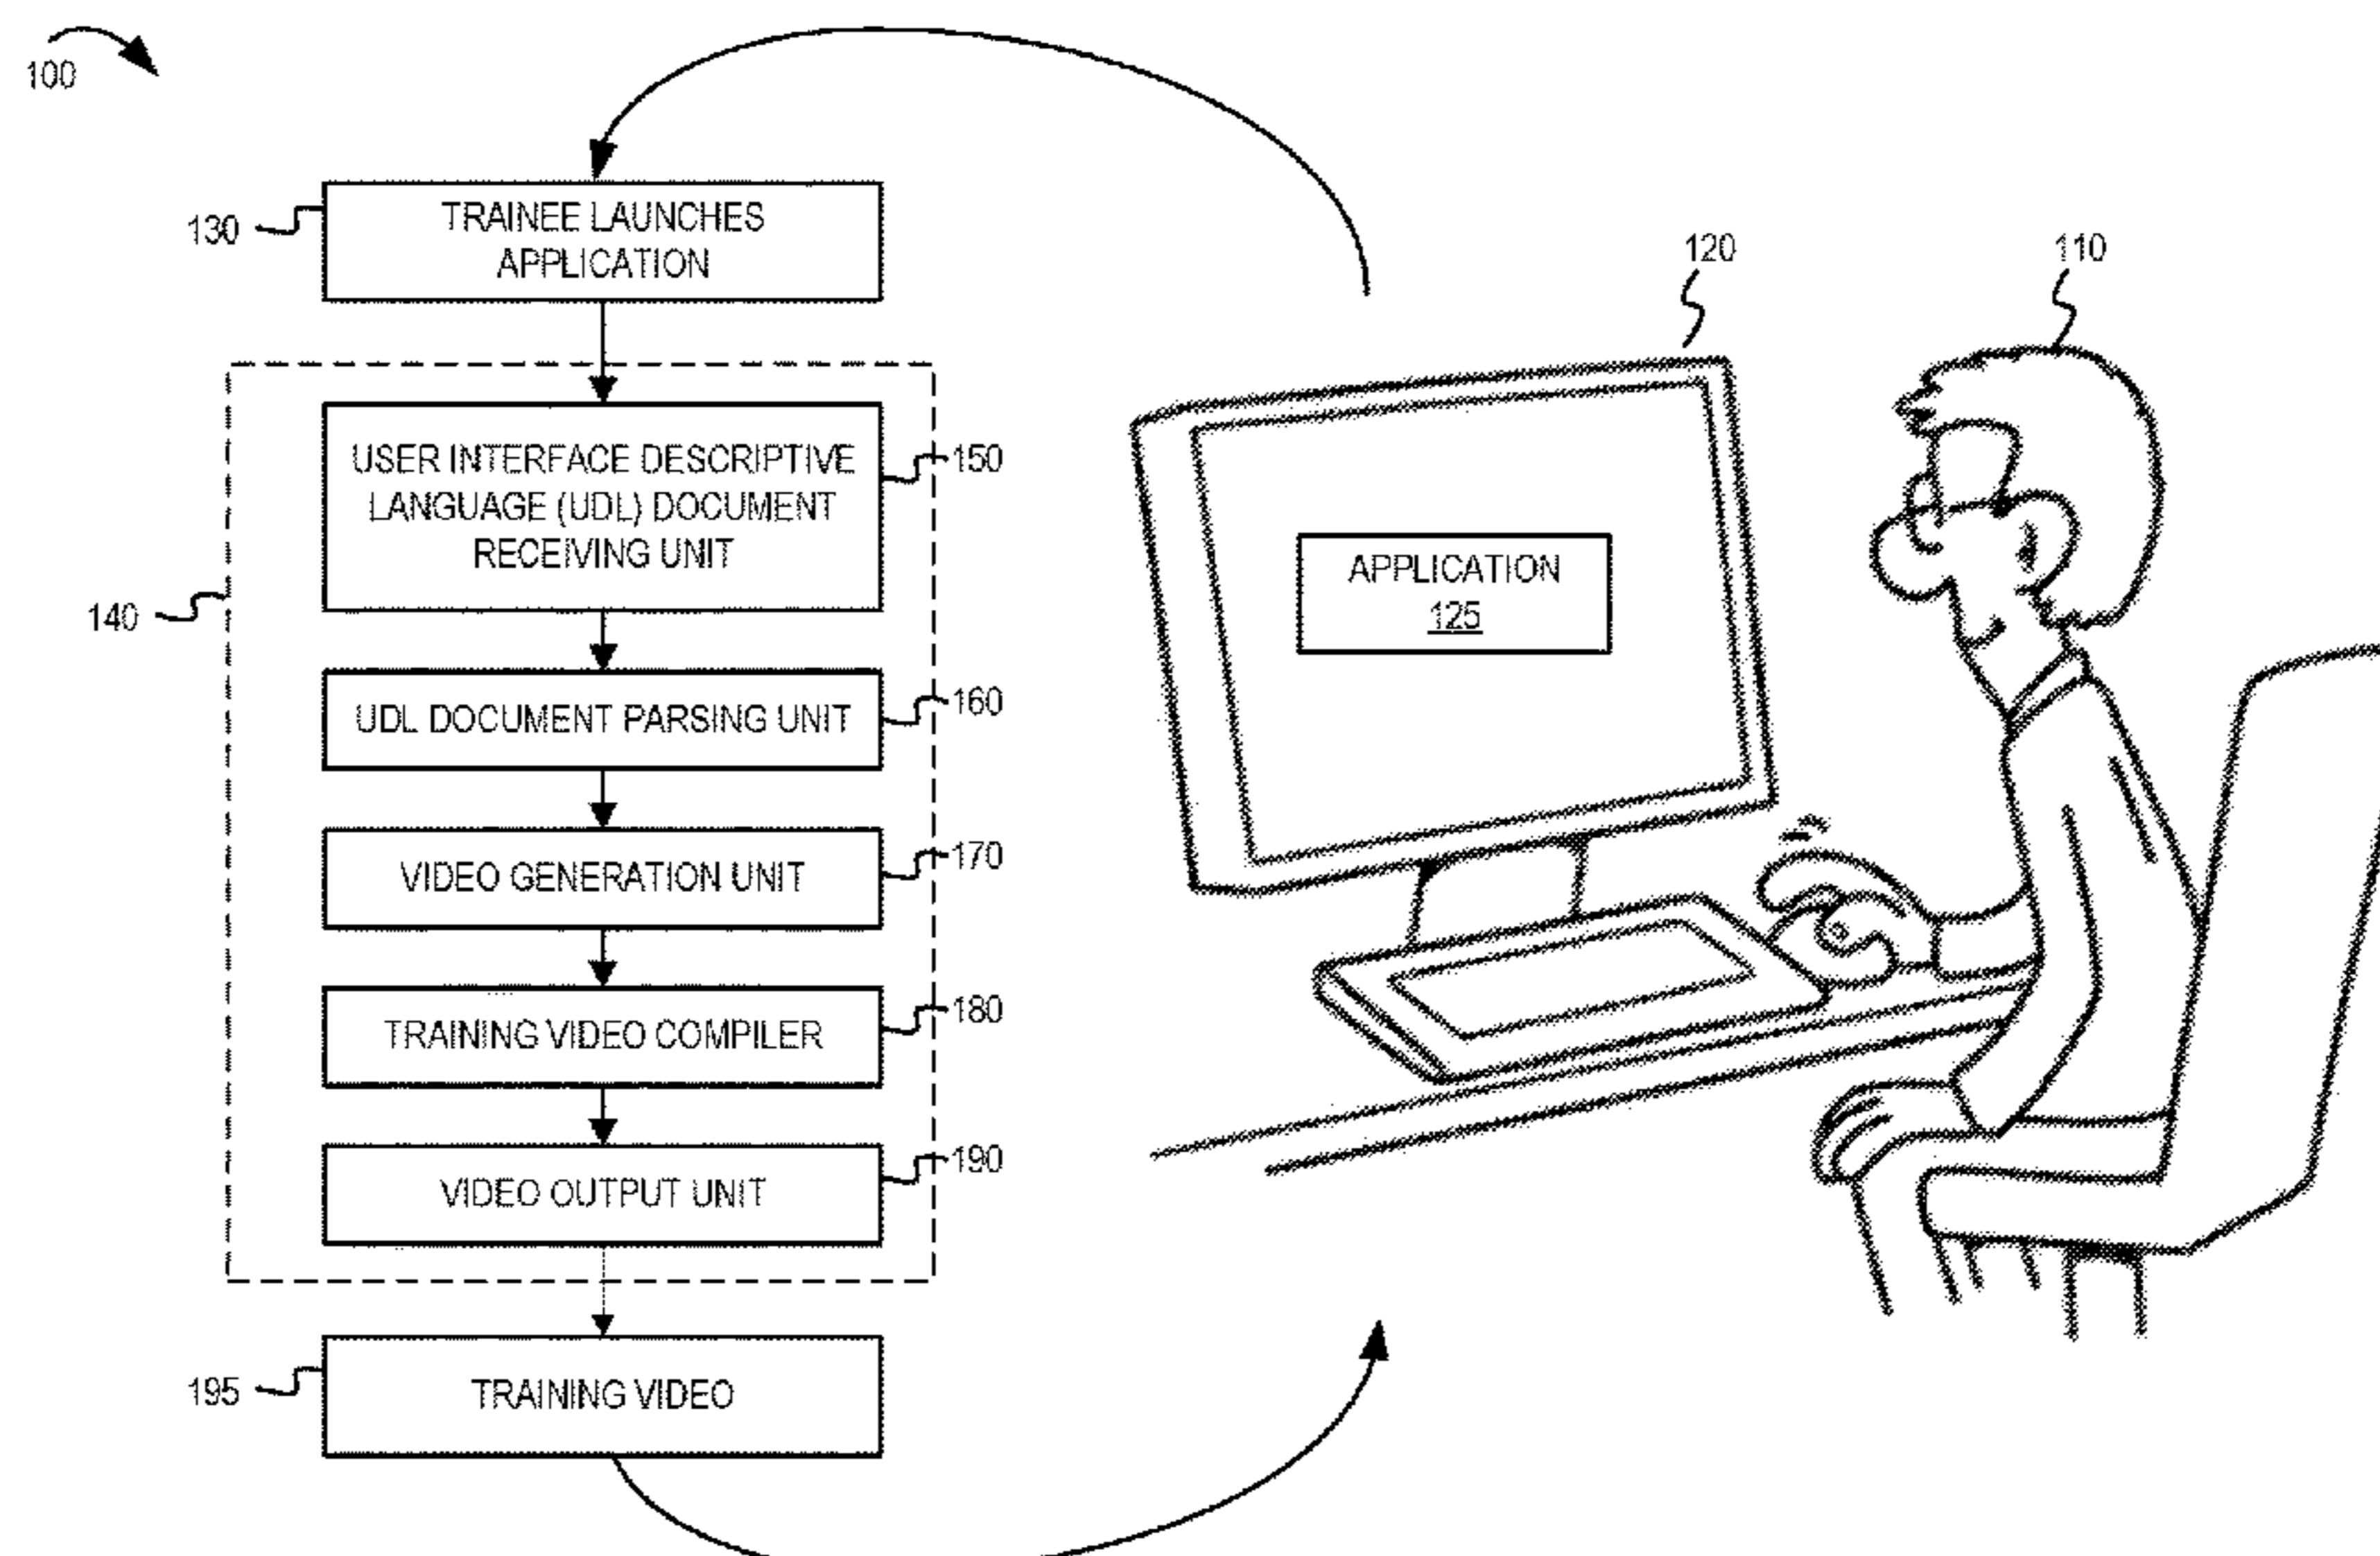 100
130
TRAINEE LAUNCHES
APPLICATION
120
110
140
USER INTERFACE DESCRIPTIVE
LANGUAGE (UDL) DOCUMENT
RECEIVING UNIT
150
APPLICATION
125
UDL DOCUMENT PARSING UNIT
160
VIDEO GENERATION UNIT
170
TRAINING VIDEO COMPILER
180
VIDEO OUTPUT UNIT
190
195
TRAINING VIDEO